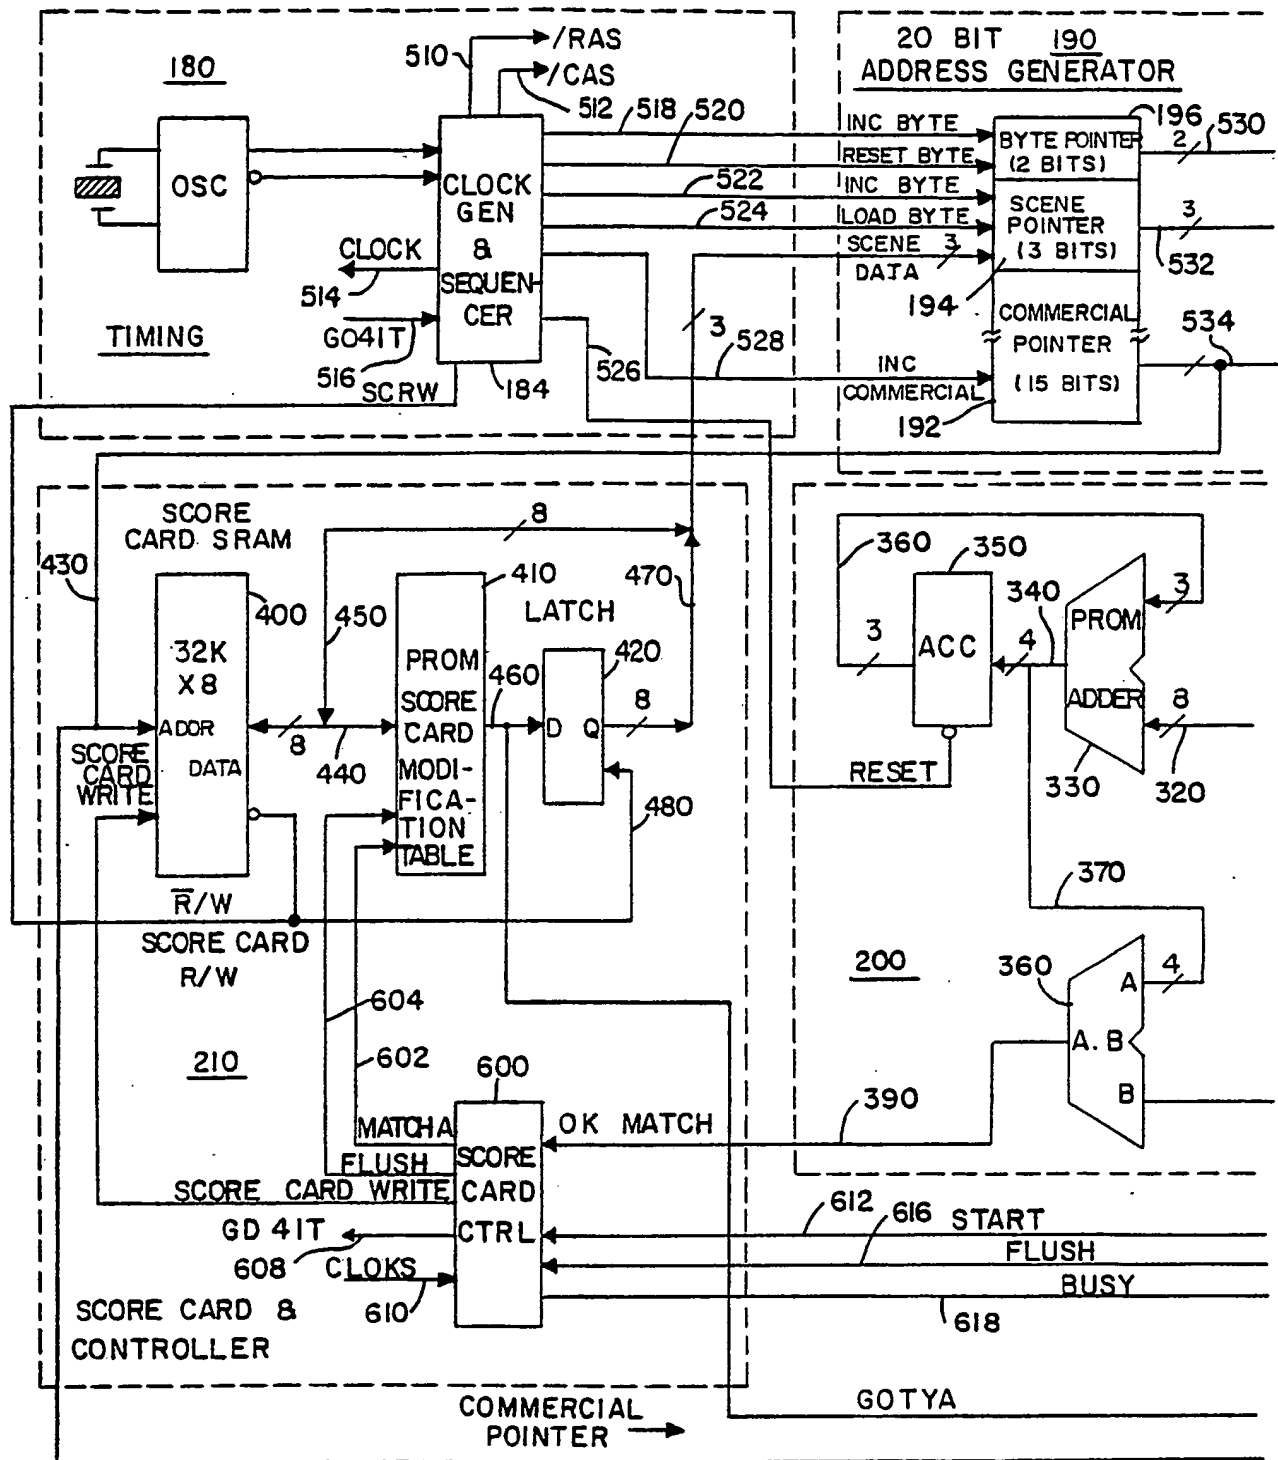 /RAS
/CAS
510
512
518
520
180
OSC
CLOCK
GEN
&
SEQUEN-
CER
CLOCK
514
GO41T
516
SCRW
184
TIMING
522
524
526
528
3
20 BIT 190
ADDRESS GENERATOR
196
INC BYTE
RESET BYTE
INC BYTE
LOAD BYTE
SCENE 3
DATA
INC
COMMERCIAL
BYTE POINTER
(2 BITS)
SCENE
POINTER
(3 BITS)
COMMERCIAL
POINTER
(15 BITS)
194
192
2
530
3
532
534
SCORE
CARD SRAM
430
400
32K
X8
ADDR
DATA
SCORE
CARD
WRITE
450
8
8
440
410
PROM
SCORE
CARD
MODI-
FICA-
TION
TABLE
LATCH
460
420
D Q
8
470
480
R/W
SCORE CARD
R/W
604
602
210
600
MATCHA
FLUSH
SCORE CARD WRITE
GD 41T
608
CLOKS
610
SCORE
CARD
CTRL
SCORE CARD &
CONTROLLER
360
350
3
ACC
RESET
340
4
PROM
ADDER
3
8
330
320
370
200
360
A
4
A.B
B
OK MATCH
390
612
START
616
FLUSH
BUSY
618
GOTYA
COMMERCIAL
POINTER